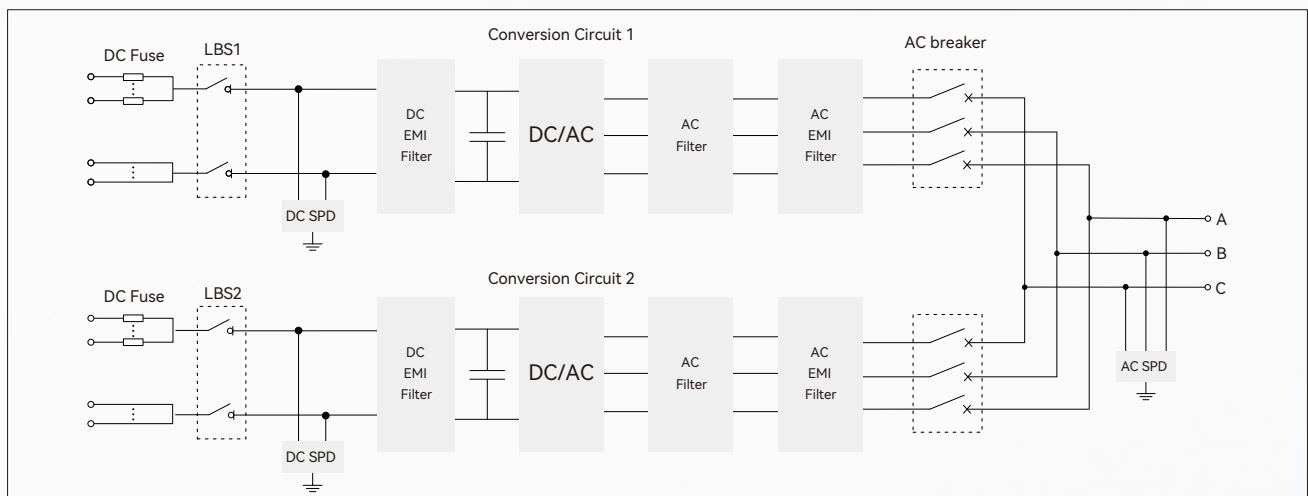 Conversion Circuit 1
DC Fuse
LBS1
AC breaker
DC
EMI
Filter
DC/AC
AC
Filter
AC
EMI
Filter
DC SPD
A
B
C
Conversion Circuit 2
DC Fuse
LBS2
DC
EMI
Filter
DC/AC
AC
Filter
AC
EMI
Filter
AC SPD
DC SPD